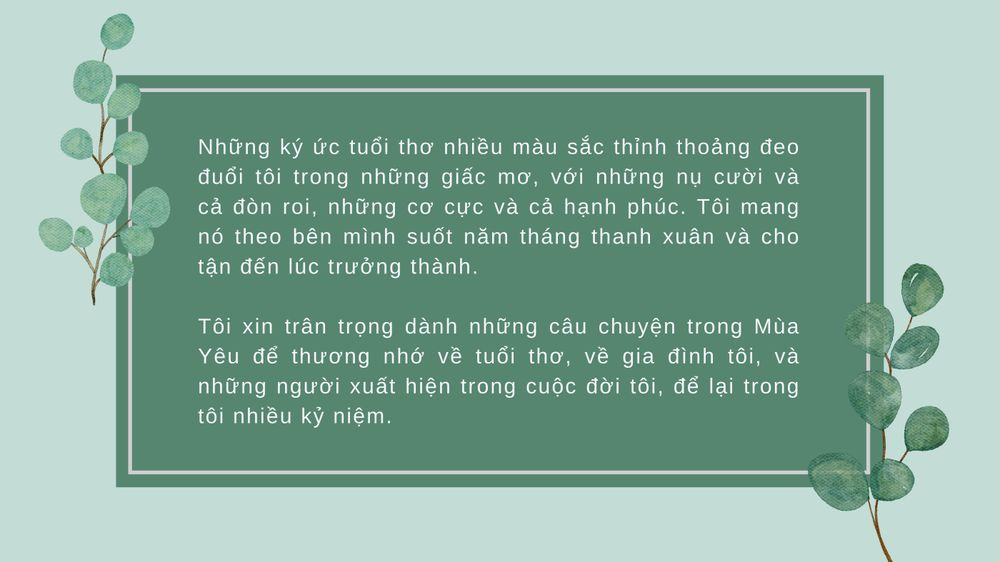 Những ký ức tuổi thơ nhiều màu sắc thỉnh thoảng đeo
đuổi tôi trong những giấc mơ, với những nụ cười và
cả đòn roi, những cơ cực và cả hạnh phúc. Tôi mang
nó theo bên mình suốt năm tháng thanh xuân và cho
tận đến lúc trưởng thành.
Tôi xin trân trọng dành những câu chuyện trong Mùa
Yêu để thương nhớ về tuổi thơ, về gia đình tôi, và
những người xuất hiện trong cuộc đời tôi, để lại trong
tôi nhiều kỷ niệm.